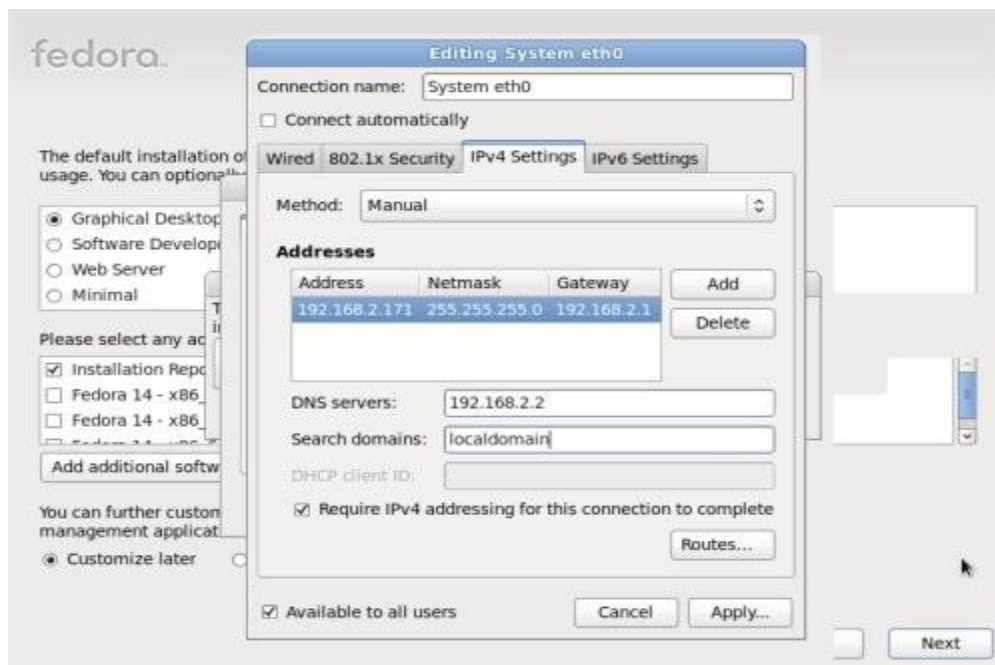 fedora
Editing System eth0
Connection name: System eth0
Connect automatically
The default installation of
usage. You can optiona
Wired 802.1x Security IPv4 Settings IPv6 Settings
Method: Manual
Graphical Desktop
Software Develop
Web Server
Minimal
Addresses
Address Netmask Gateway
192.168.2.171 255.255.255.0 192.168.2.1
Add
Delete
Please select any ad
Installation Repo
Fedora 14 - x86_
Fedora 14 - x86_
DNS servers: 192.168.2.2
Search domains: localdomain
DHCP client ID:
Add additional softw
Require IPv4 addressing for this connection to complete
Routes...
You can further custom
management applicat
Customize later
Available to all users
Cancel
Apply...
Next